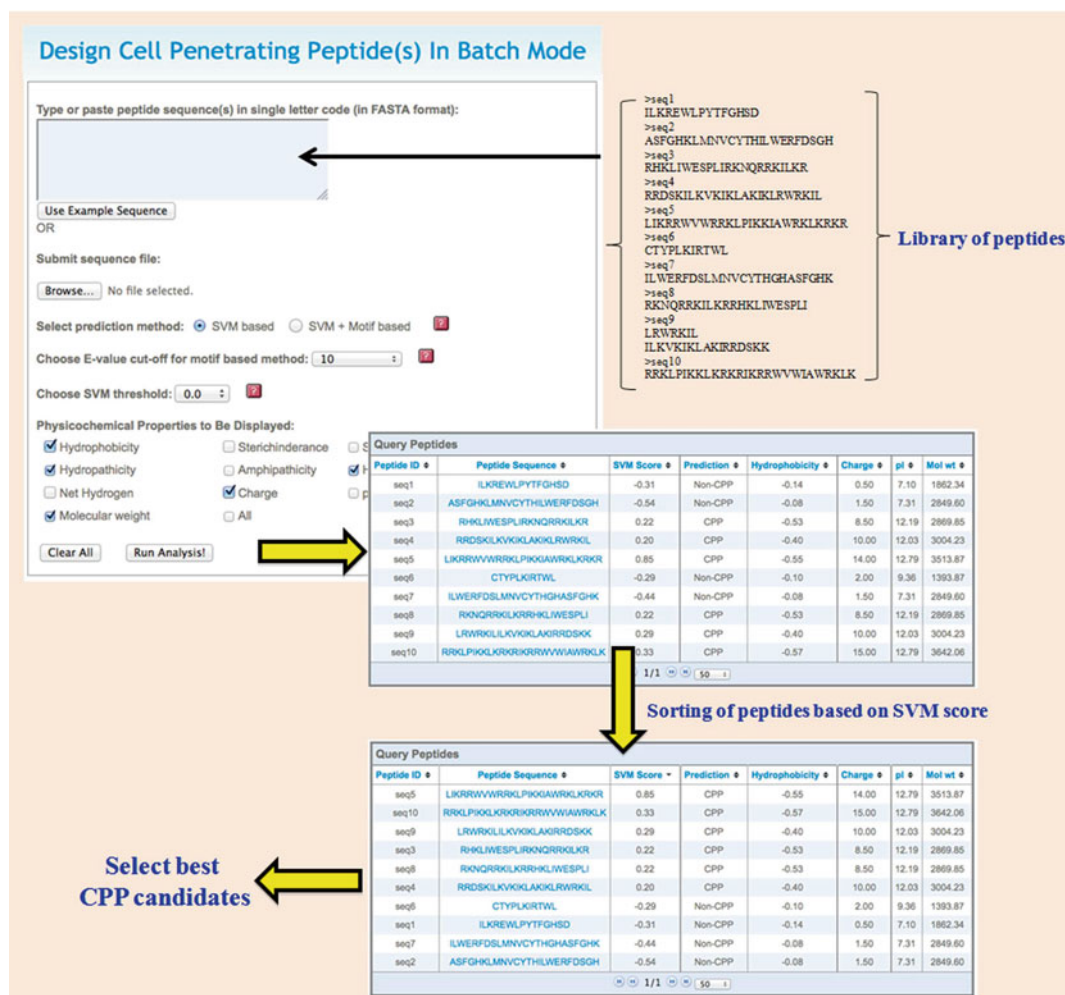 Design Cell Penetrating Peptide(s) In Batch Mode
Type or paste peptide sequence(s) in single letter code (in FASTA format):
Use Example Sequence
OR
Submit sequence file:
Browse... No file selected.
Select prediction method: SVM based SVM + Motif based ?
Choose E-value cut-off for motif based method: 10 ?
Choose SVM threshold: 0.0 ?
Physicochemical Properties to Be Displayed:
Hydrophobicity Sterichinderance S
Hydropathicity Amphipathicity H
Net Hydrogen Charge p
Molecular weight All
Clear All Run Analysis!
>seq1
ILKREWLPYTFGHSD
>seq2
ASFGHKLMNVCYTHILWERFDSGH
>seq3
RHKLIWESPLIRKNQRRKILKR
>seq4
RRDSKILKVKIKLAKIKLRWRKIL
>seq5
LIKRRWVWRRKLPIKKIAWRKLKRKR
>seq6
CTYPLKIRTWL
>seq7
ILWERFDSLMNVCYTHGHASFGHK
>seq8
RKNQRRKILKRRHKLIWESPLI
>seq9
LRWRKIL
ILKVKIKLAKIRRDSKK
>seq10
RRKLPIKKLKRKRIKRRWVWIAWRKLK
Library of peptides
Query Peptides
Peptide ID Peptide Sequence SVM Score Prediction Hydrophobicity Charge pI Mol wt
seq1 ILKREWLPYTFGHSD -0.31 Non-CPP -0.14 0.50 7.10 1862.34
seq2 ASFGHKLMNVCYTHILWERFDSGH -0.54 Non-CPP -0.08 1.50 7.31 2849.60
seq3 RHKLIWESPLIRKNQRRKILKR 0.22 CPP -0.53 8.50 12.19 2869.85
seq4 RRDSKILKVKIKLAKIKLRWRKIL 0.20 CPP -0.40 10.00 12.03 3004.23
seq5 LIKRRWVWRRKLPIKKIAWRKLKRKR 0.85 CPP -0.55 14.00 12.79 3513.87
seq6 CTYPLKIRTWL -0.29 Non-CPP -0.10 2.00 9.36 1393.87
seq7 ILWERFDSLMNVCYTHGHASFGHK -0.44 Non-CPP -0.08 1.50 7.31 2849.60
seq8 RKNQRRKILKRRHKLIWESPLI 0.22 CPP -0.53 8.50 12.19 2869.85
seq9 LRWRKILILKVKIKLAKIRRDSKK 0.29 CPP -0.40 10.00 12.03 3004.23
seq10 RRKLPIKKLKRKRIKRRWVWIAWRKLK 0.33 CPP -0.57 15.00 12.79 3642.06
1/1 50
Sorting of peptides based on SVM score
Query Peptides
Peptide ID Peptide Sequence SVM Score Prediction Hydrophobicity Charge pI Mol wt
seq5 LIKRRWVWRRKLPIKKIAWRKLKRKR 0.85 CPP -0.55 14.00 12.79 3513.87
seq10 RRKLPIKKLKRKRIKRRWVWIAWRKLK 0.33 CPP -0.57 15.00 12.79 3642.06
seq9 LRWRKILILKVKIKLAKIRRDSKK 0.29 CPP -0.40 10.00 12.03 3004.23
seq3 RHKLIWESPLIRKNQRRKILKR 0.22 CPP -0.53 8.50 12.19 2869.85
seq8 RKNQRRKILKRRHKLIWESPLI 0.22 CPP -0.53 8.50 12.19 2869.85
seq4 RRDSKILKVKIKLAKIKLRWRKIL 0.20 CPP -0.40 10.00 12.03 3004.23
seq6 CTYPLKIRTWL -0.29 Non-CPP -0.10 2.00 9.36 1393.87
seq1 ILKREWLPYTFGHSD -0.31 Non-CPP -0.14 0.50 7.10 1862.34
seq7 ILWERFDSLMNVCYTHGHASFGHK -0.44 Non-CPP -0.08 1.50 7.31 2849.60
seq2 ASFGHKLMNVCYTHILWERFDSGH -0.54 Non-CPP -0.08 1.50 7.31 2849.60
1/1 50
Select best
CPP candidates